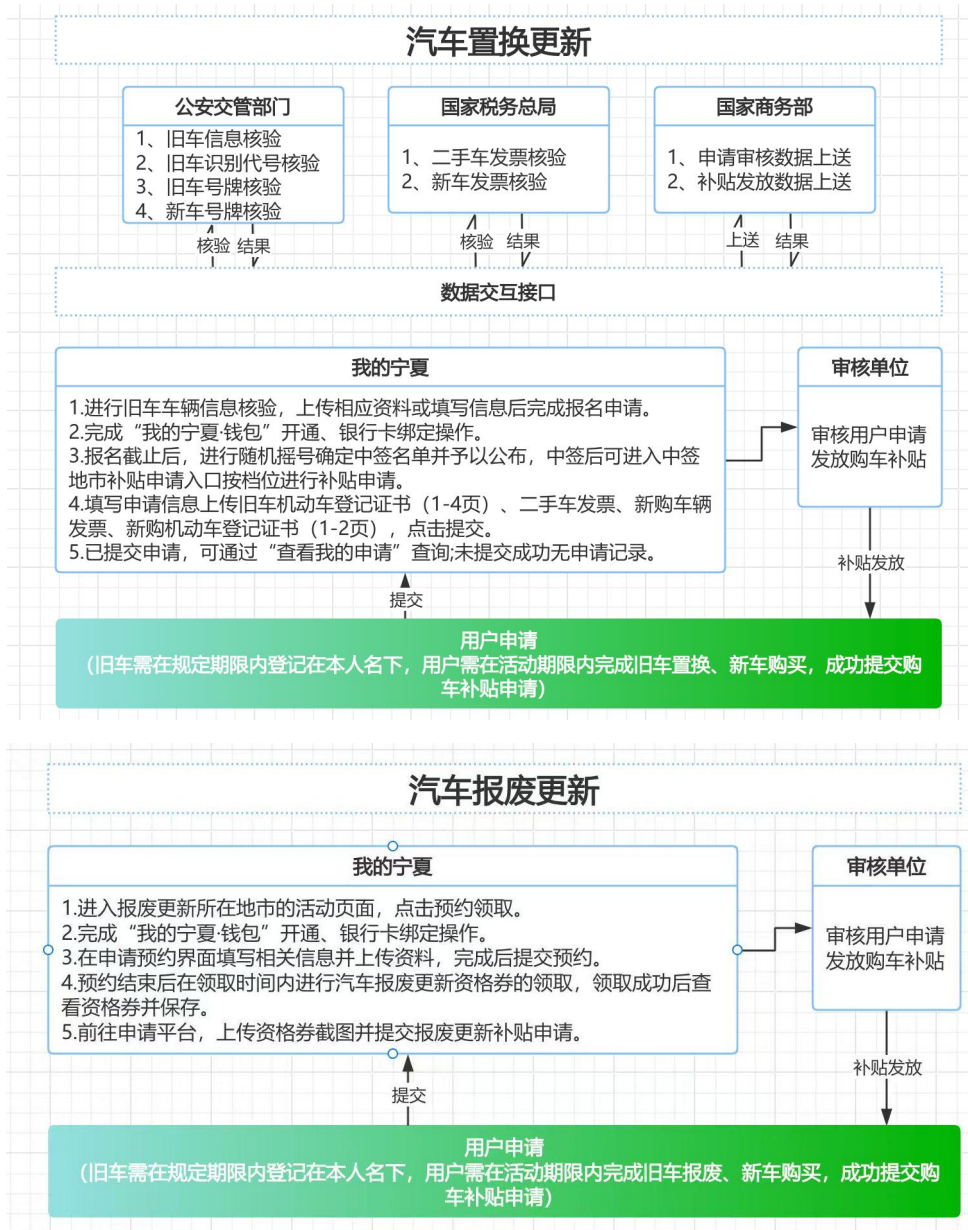 汽车置换更新
公安交管部门
1、旧车信息核验
2、旧车识别代号核验
3、旧车号牌核验
4、新车号牌核验
国家税务总局
1、二手车发票核验
2、新车发票核验
国家商务部
1、申请审核数据上送
2、补贴发放数据上送
核验 结果
核验 结果
上送 结果
数据交互接口
我的宁夏
1.进行旧车车辆信息核验，上传相应资料或填写信息后完成报名申请。
2.完成“我的宁夏·钱包”开通、银行卡绑定操作。
3.报名截止后，进行随机摇号确定中签名单并予以公布，中签后可进入中签
地市补贴申请入口按档位进行补贴申请。
4.填写申请信息上传旧车机动车登记证书（1-4页）、二手车发票、新购车辆
发票、新购机动车登记证书（1-2页），点击提交。
5.已提交申请，可通过“查看我的申请”查询;未提交成功无申请记录。
审核单位
审核用户申请
发放购车补贴
提交
补贴发放
用户申请
（旧车需在规定期限内登记在本人名下，用户需在活动期限内完成旧车置换、新车购买，成功提交购
车补贴申请）
汽车报废更新
我的宁夏
1.进入报废更新所在地市的活动页面，点击预约领取。
2.完成“我的宁夏·钱包”开通、银行卡绑定操作。
3.在申请预约界面填写相关信息并上传资料，完成后提交预约。
4.预约结束后在领取时间内进行汽车报废更新资格券的领取，领取成功后查
看资格券并保存。
5.前往申请平台，上传资格券截图并提交报废更新补贴申请。
审核单位
审核用户申请
发放购车补贴
提交
补贴发放
用户申请
（旧车需在规定期限内登记在本人名下，用户需在活动期限内完成旧车报废、新车购买，成功提交购
车补贴申请）